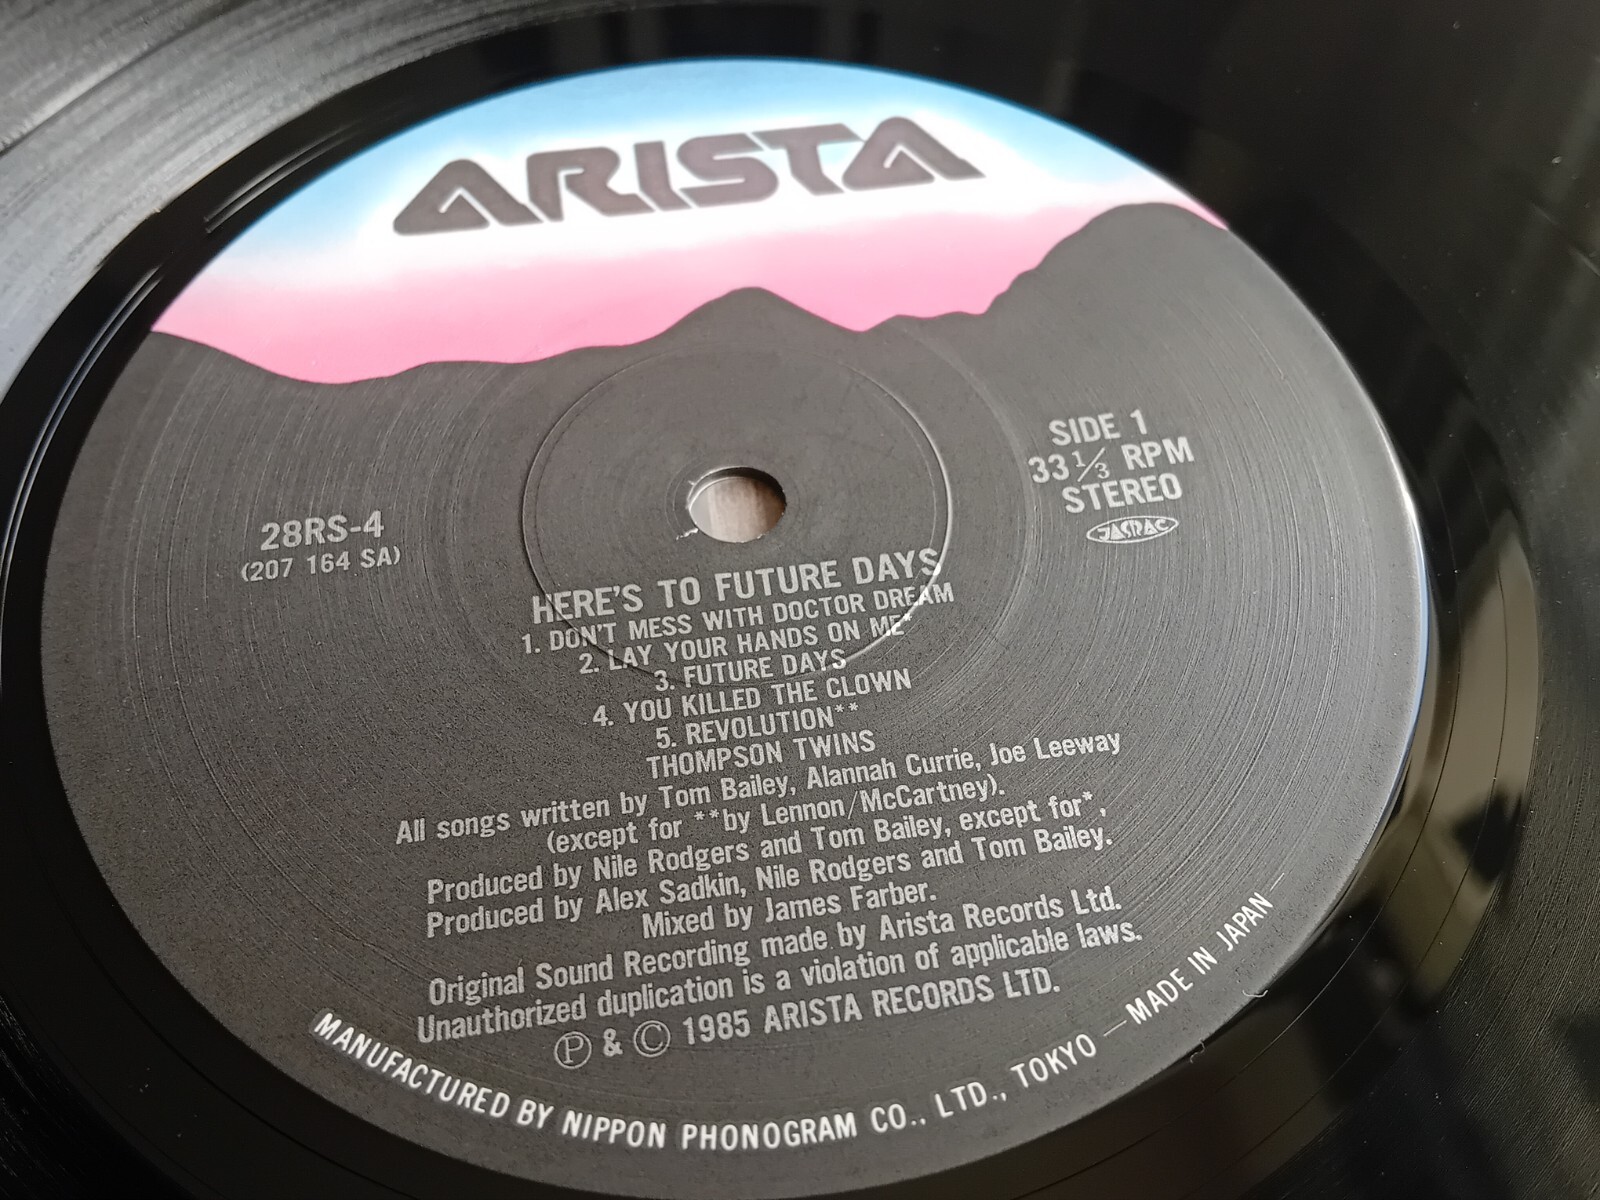 ARISTA
SIDE 1
33 1/3 RPM
STEREO
JASRAC
28RS-4
(207 164 SA)
HERE'S TO FUTURE DAYS
1. DON'T MESS WITH DOCTOR DREAM
2. LAY YOUR HANDS ON ME*
3. FUTURE DAYS
4. YOU KILLED THE CLOWN
5. REVOLUTION**
THOMPSON TWINS
All songs written by Tom Bailey, Alannah Currie, Joe Leeway
(except for **by Lennon/McCartney).
Produced by Nile Rodgers and Tom Bailey, except for*,
Produced by Alex Sadkin, Nile Rodgers and Tom Bailey.
Mixed by James Farber.
Original Sound Recording made by Arista Records Ltd.
Unauthorized duplication is a violation of applicable laws.
Ⓟ & Ⓒ 1985 ARISTA RECORDS LTD.
MANUFACTURED BY NIPPON PHONOGRAM CO., LTD., TOKYO — MADE IN JAPAN —